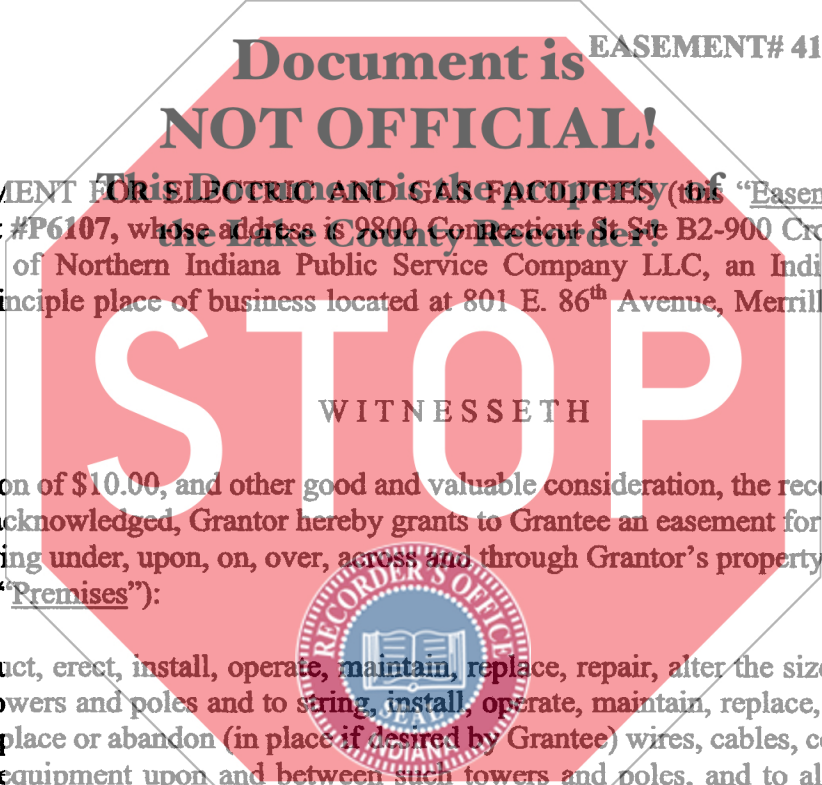 Document is
EASEMENT# 41
NOT OFFICIAL!
This Document is the property of
the Lake County Recorder!
MENT FOR ELECTRIC AND GAS FACILITIES (this “Easem
#P6107, whose address is 9800 Connecticut St Ste B2-900 Cro
of Northern Indiana Public Service Company LLC, an Indi
inciple place of business located at 801 E. 86th Avenue, Merrill
STOP
WITNESSETH
on of $10.00, and other good and valuable consideration, the rece
cknowledged, Grantor hereby grants to Grantee an easement for
ing under, upon, on, over, across and through Grantor’s property
“Premises”):
RECORDER'S OFFICE
SEAL
INDIANA
uct, erect, install, operate, maintain, replace, repair, alter the size
owers and poles and to string, install, operate, maintain, replace,
place or abandon (in place if desired by Grantee) wires, cables, c
equipment upon and between such towers and poles, and to al